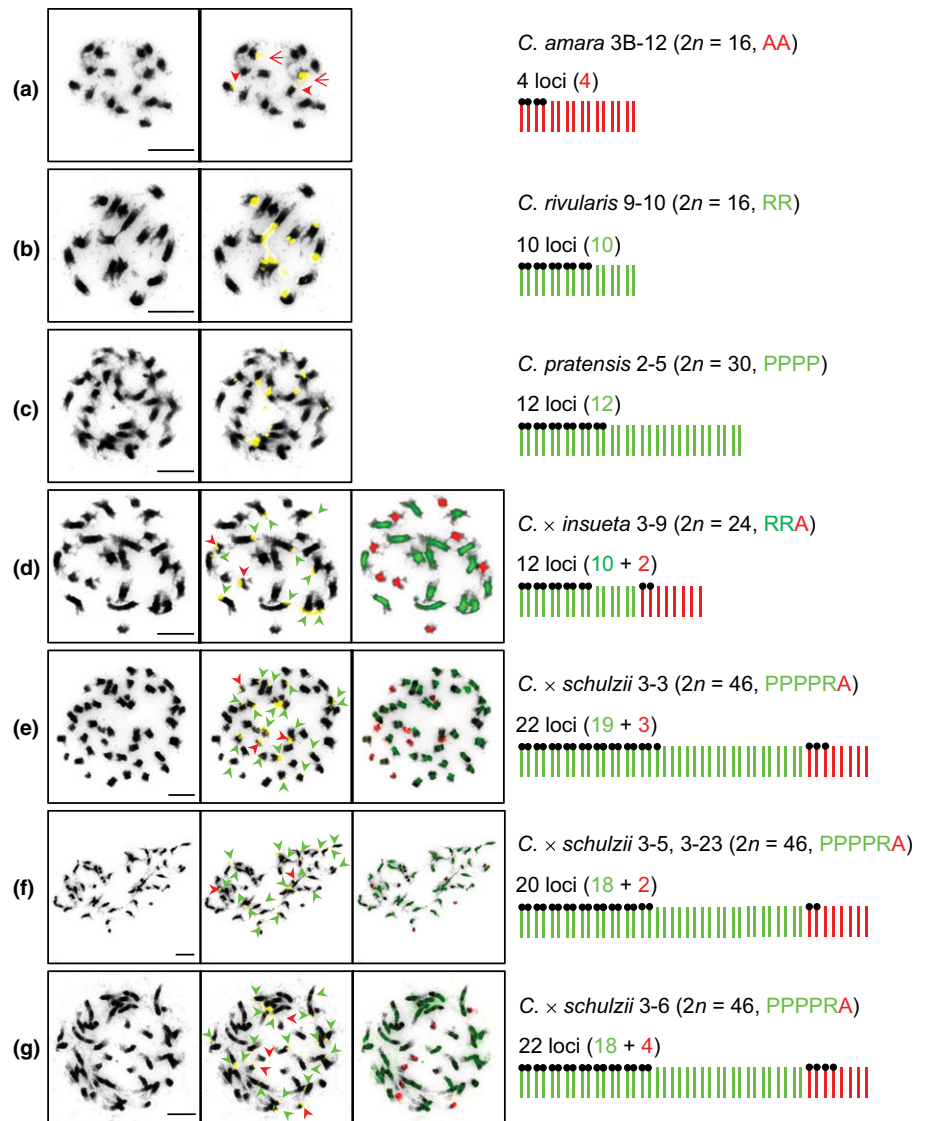 (a)
C. amara 3B-12 (2n = 16, AA)
4 loci (4)
(b)
C. rivularis 9-10 (2n = 16, RR)
10 loci (10)
(c)
C. pratensis 2-5 (2n = 30, PPPP)
12 loci (12)
(d)
C. × insueta 3-9 (2n = 24, RRA)
12 loci (10 + 2)
(e)
C. × schulzii 3-3 (2n = 46, PPPPRA)
22 loci (19 + 3)
(f)
C. × schulzii 3-5, 3-23 (2n = 46, PPPPRA)
20 loci (18 + 2)
(g)
C. × schulzii 3-6 (2n = 46, PPPPRA)
22 loci (18 + 4)